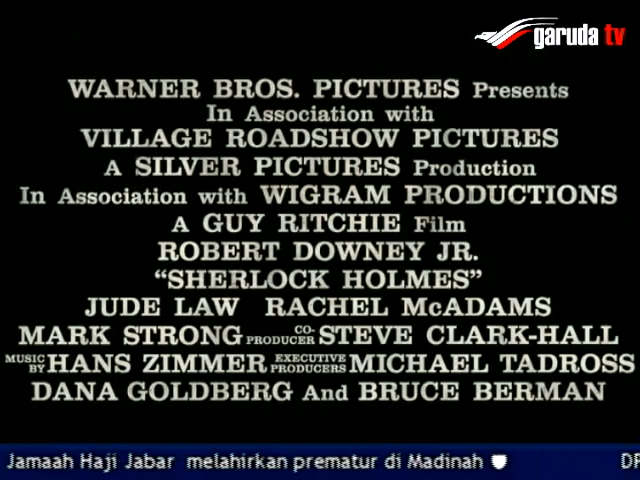 garuda tv
WARNER BROS. PICTURES Presents
In Association with
VILLAGE ROADSHOW PICTURES
A SILVER PICTURES Production
In Association with WIGRAM PRODUCTIONS
A GUY RITCHIE Film
ROBERT DOWNEY JR.
“SHERLOCK HOLMES”
JUDE LAW RACHEL McADAMS
MARK STRONG CO-PRODUCER STEVE CLARK-HALL
MUSIC BY HANS ZIMMER EXECUTIVE PRODUCERS MICHAEL TADROSS
DANA GOLDBERG And BRUCE BERMAN
Jamaah Haji Jabar melahirkan prematur di Madinah DP